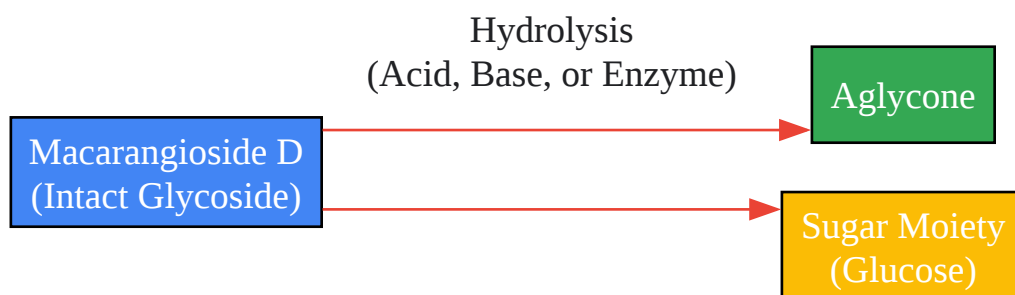 Hydrolysis
(Acid, Base, or Enzyme)
Aglycone
Macarangioside D
(Intact Glycoside)
Sugar Moiety
(Glucose)